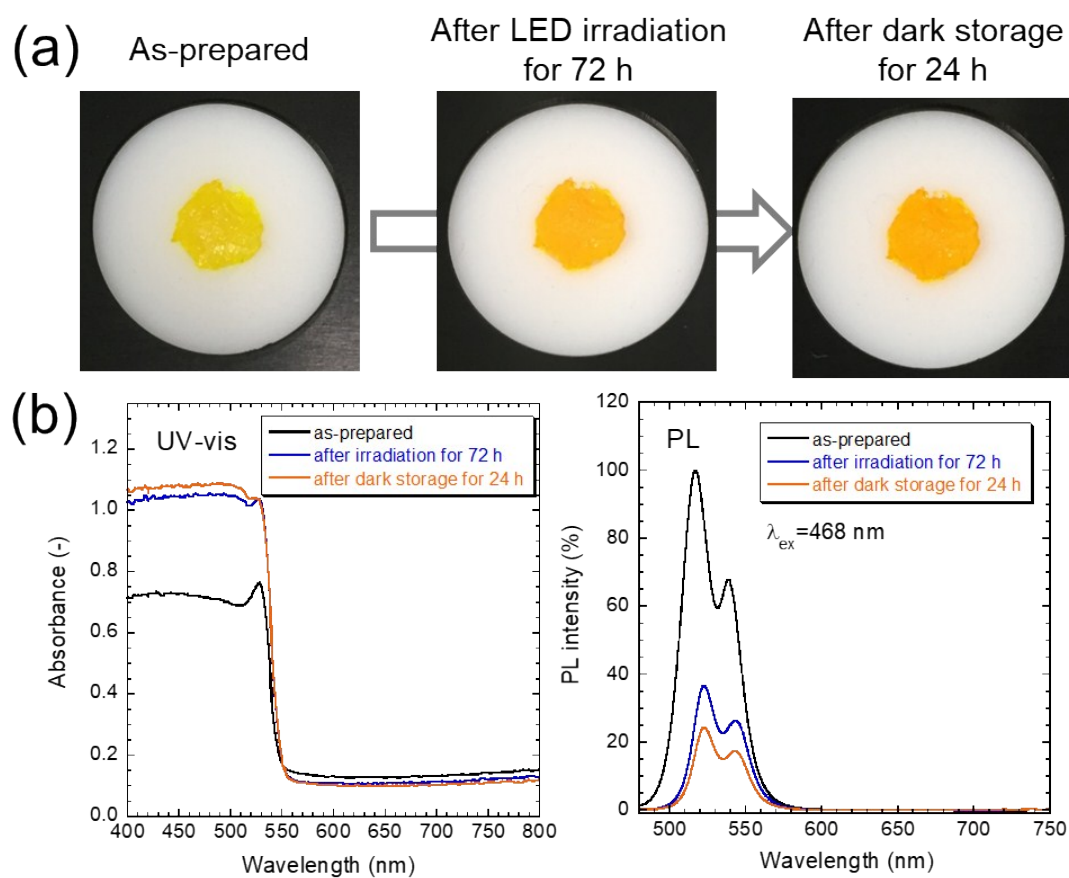 (a)
As-prepared
After LED irradiation
for 72 h
After dark storage
for 24 h
(b)
UV-vis
as-prepared
after irradiation for 72 h
after dark storage for 24 h
Absorbance (-)
1.2
1.0
0.8
0.6
0.4
0.2
0.0
400 450 500 550 600 650 700 750 800
Wavelength (nm)
PL
as-prepared
after irradiation for 72 h
after dark storage for 24 h
λex=468 nm
PL intensity (%)
120
100
80
60
40
20
0
500 550 600 650 700 750
Wavelength (nm)